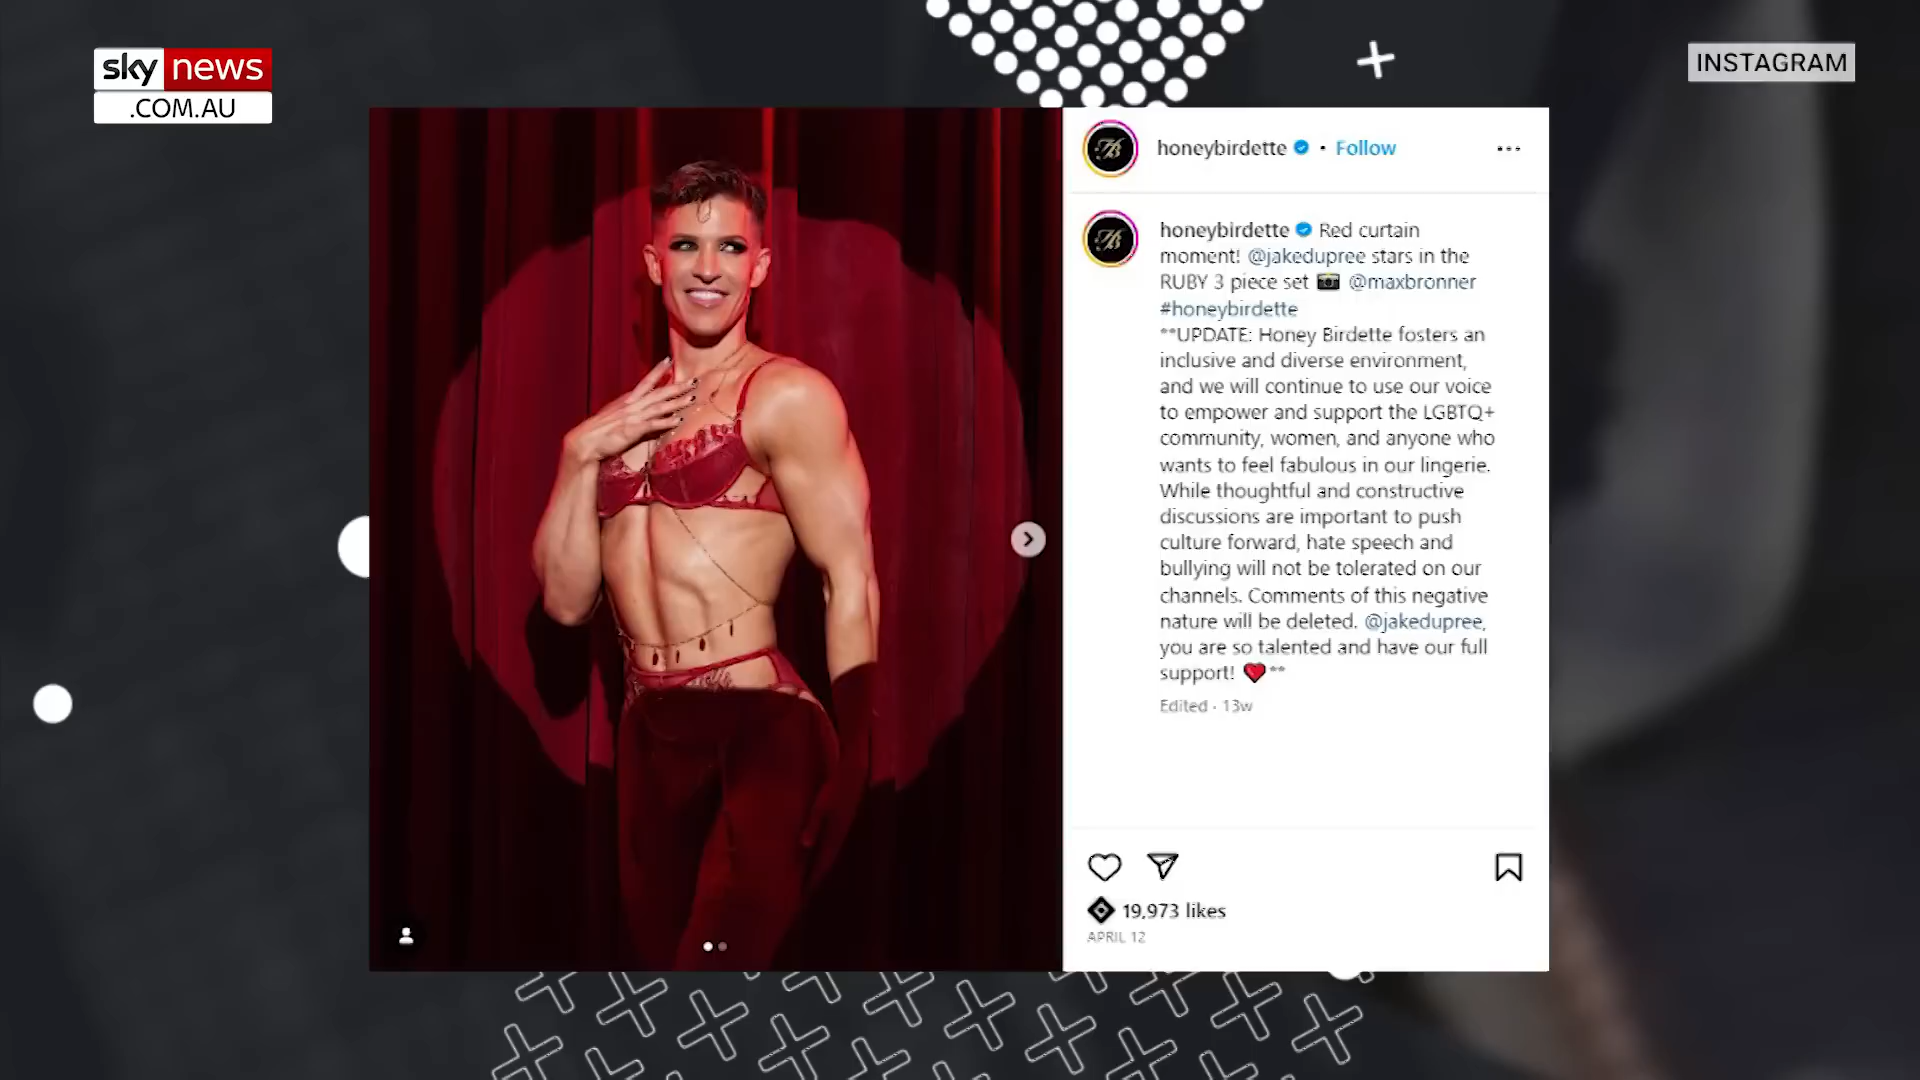 sky news
.COM.AU
INSTAGRAM
honeybirdette • Follow
honeybirdette Red curtain
moment! @jakedupree stars in the
RUBY 3 piece set 📸 @maxbronner
#honeybirdette
**UPDATE: Honey Birdette fosters an
inclusive and diverse environment,
and we will continue to use our voice
to empower and support the LGBTQ+
community, women, and anyone who
wants to feel fabulous in our lingerie.
While thoughtful and constructive
discussions are important to push
culture forward, hate speech and
bullying will not be tolerated on our
channels. Comments of this negative
nature will be deleted. @jakedupree,
you are so talented and have our full
support! ❤️**
Edited · 13w
19,973 likes
APRIL 12